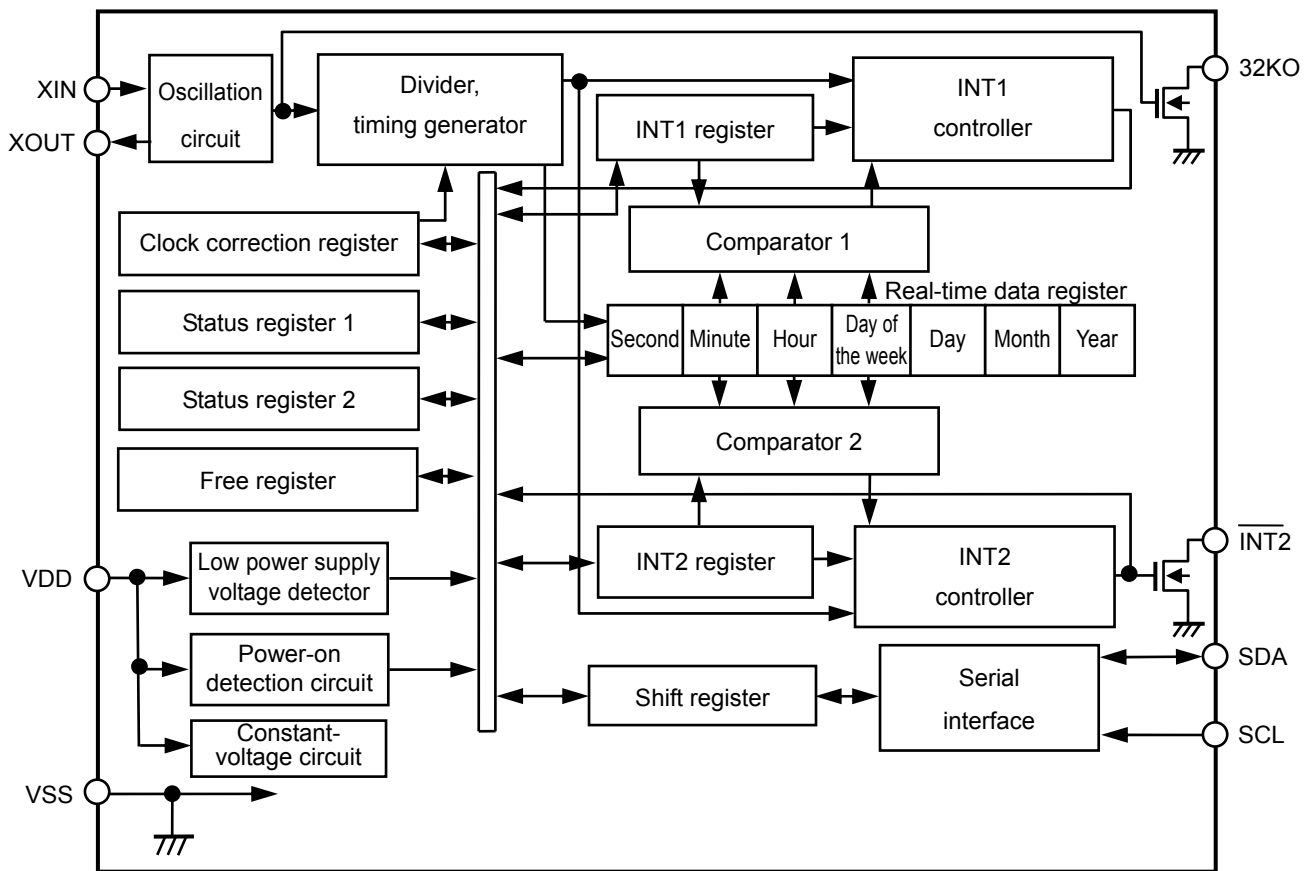 XIN
XOUT
Oscillation
circuit
Divider,
timing generator
INT1 register
INT1
controller
32KO
Clock correction register
Comparator 1
Real-time data register
Status register 1
Second
Minute
Hour
Day of
the week
Day
Month
Year
Status register 2
Comparator 2
Free register
VDD
Low power supply
voltage detector
INT2 register
INT2
controller
INT2
Power-on
detection circuit
Shift register
Serial
interface
SDA
SCL
Constant-
voltage circuit
VSS